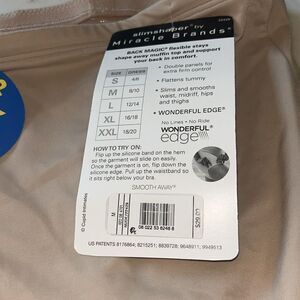 slimshaper® by
Miracle Brands®
BACK MAGIC® flexible stays
shape away muffin top and support
your back in comfort.
SIZE DRESS
S 4/6
M 8/10
L 12/14
XL 16/18
XXL 18/20
• Double panels for
extra firm control
• Flattens tummy
• Slims and smooths
waist, midriff, hips
and thighs
• WONDERFUL EDGE®
No Lines • No Ride
WONDERFUL®
edge
HOW TO TRY ON:
Flip up the silicone band on the hem
so the garment will slide on easily.
Once the garment is on, flip down the
silicone edge. Pull up the waistband so
it sits right below your bra.
SMOOTH AWAY®
© Cupid Intimates
M
US PATENTS 8176864; 8215251; 8839728; 9648911; 9949513